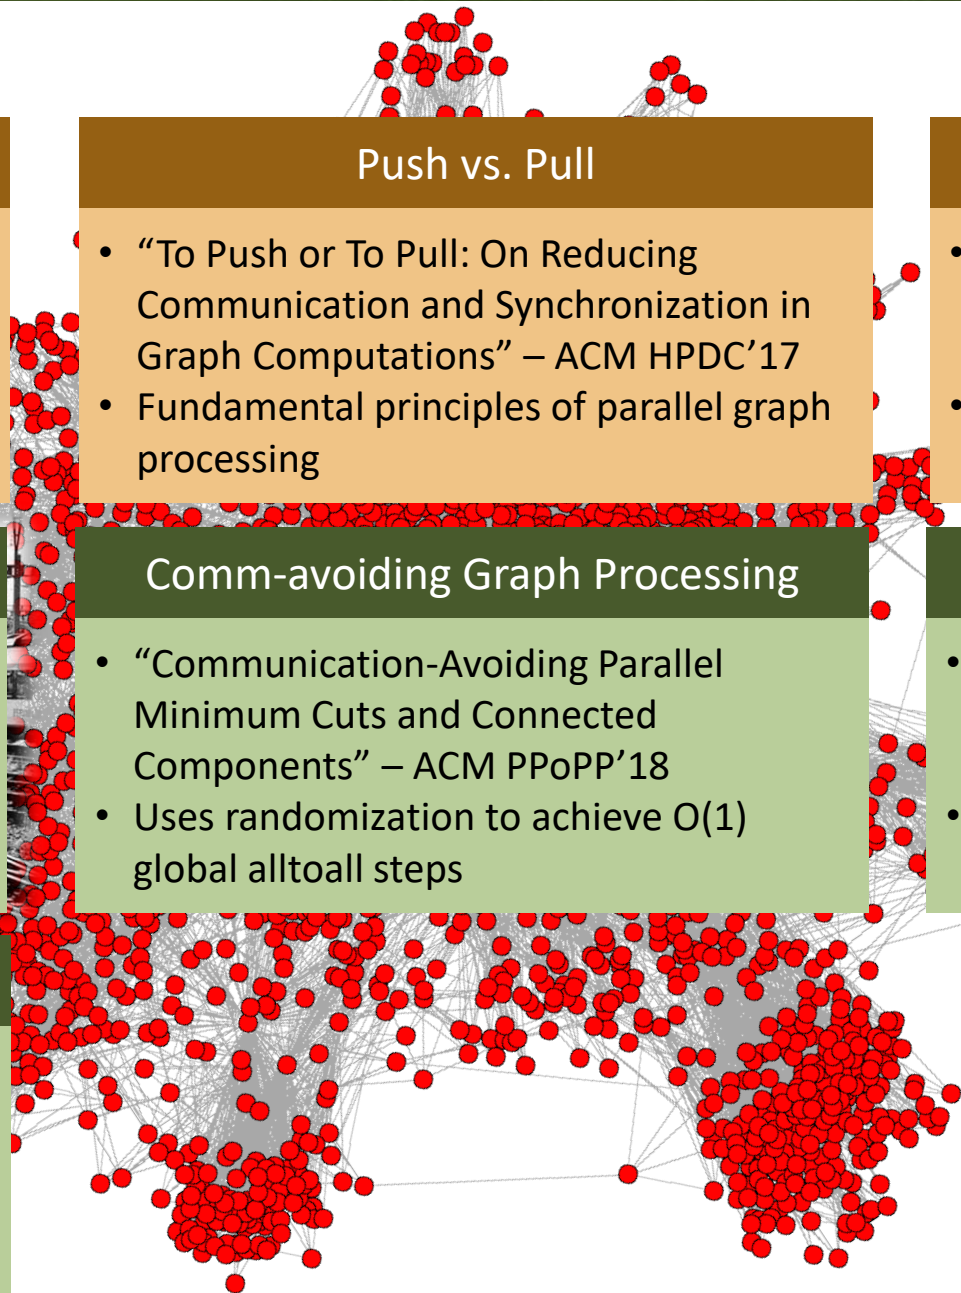 Push vs. Pull
• “To Push or To Pull: On Reducing
Communication and Synchronization in
Graph Computations” – ACM HPDC’17
• Fundamental principles of parallel graph
processing
Comm-avoiding Graph Processing
• “Communication-Avoiding Parallel
Minimum Cuts and Connected
Components” – ACM PPoPP’18
• Uses randomization to achieve O(1)
global alltoall steps